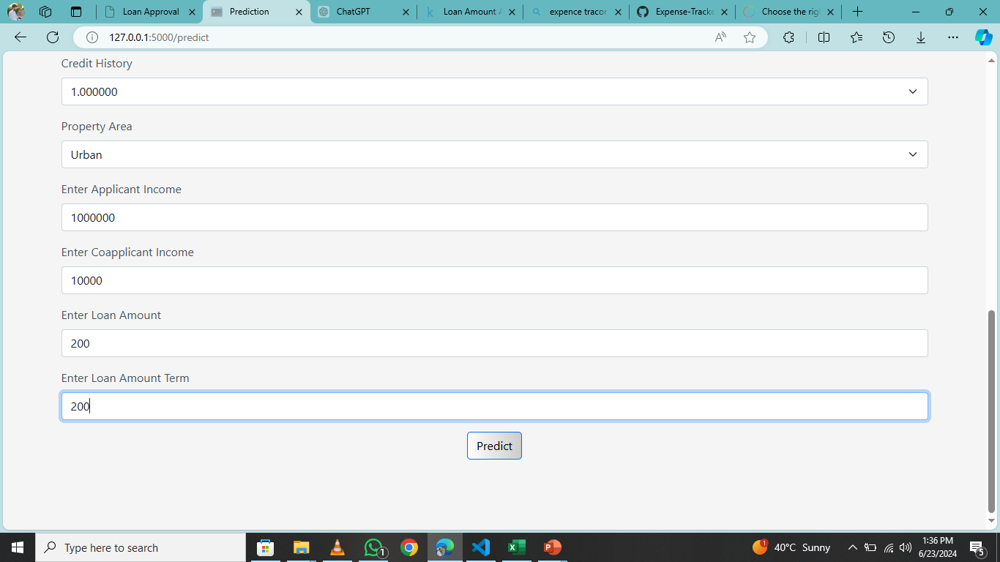 Loan Approval
Prediction
ChatGPT
Loan Amount A
expence tracor
Expense-Tracke
Choose the rig
127.0.0.1:5000/predict
Credit History
1.000000
Property Area
Urban
Enter Applicant Income
1000000
Enter Coapplicant Income
10000
Enter Loan Amount
200
Enter Loan Amount Term
200
Predict
Type here to search
1
1
40°C Sunny
1:36 PM
6/23/2024
5